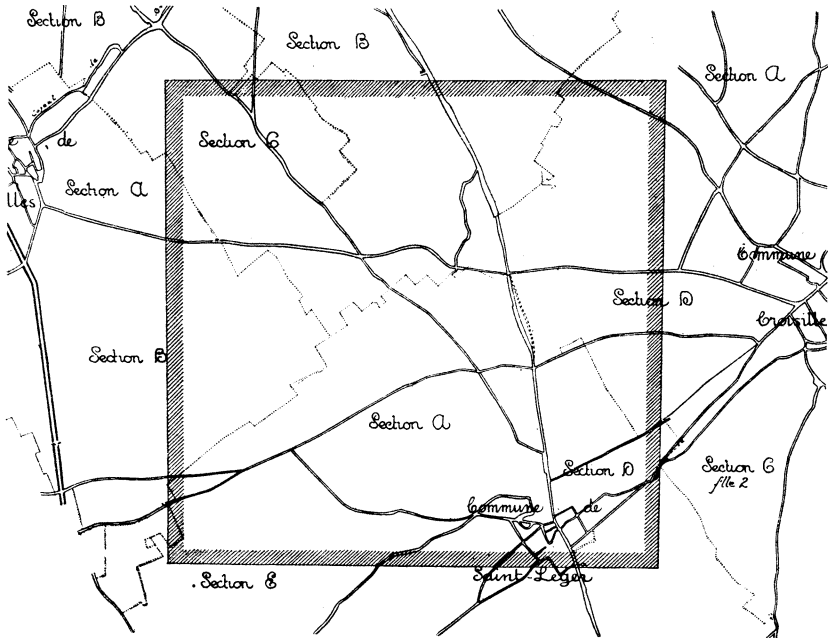 Section B
Section B
Section A
de
Section C
Section A
lles
Commune
Section D
Croisille
Section B
Section A
Section D
Section C
flle 2
Commune de
Saint-Léger
Section E